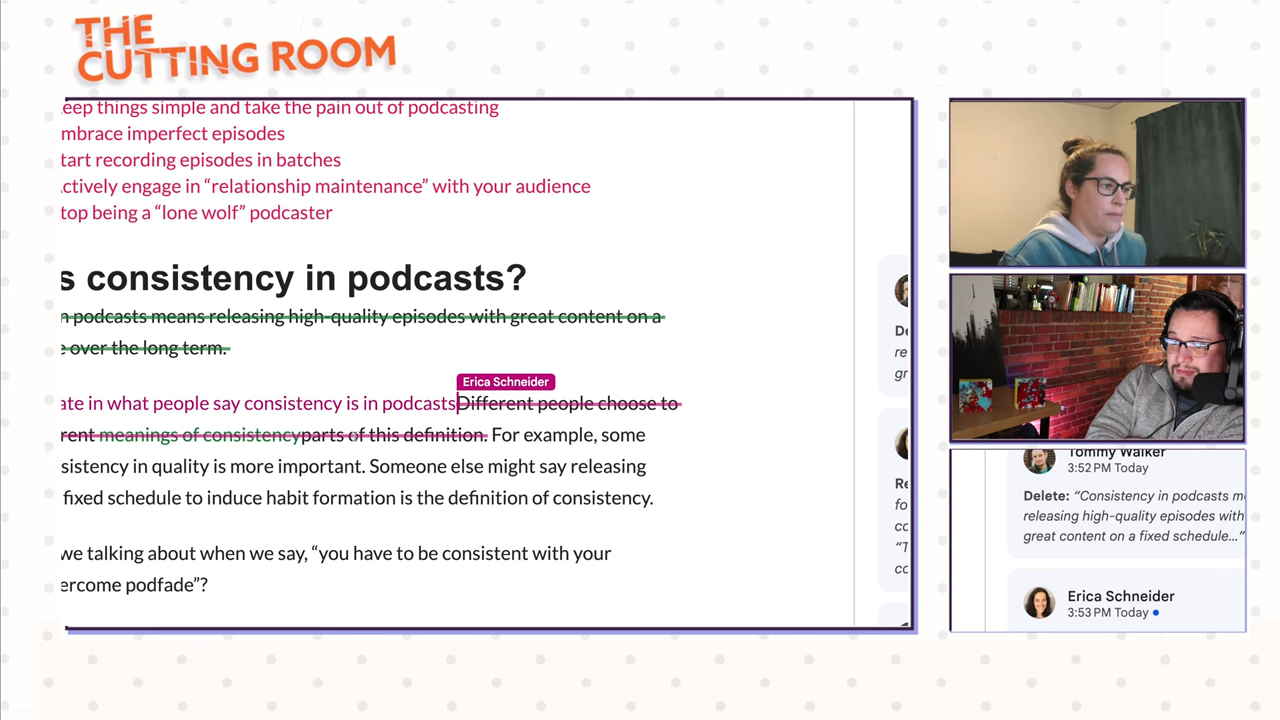 THE
CUTTING ROOM
eep things simple and take the pain out of podcasting
mbrace imperfect episodes
tart recording episodes in batches
ctively engage in “relationship maintenance” with your audience
top being a “lone wolf” podcaster
s consistency in podcasts?
n podcasts means releasing high-quality episodes with great content on a
e over the long term.
Erica Schneider
ate in what people say consistency is in podcastsDifferent people choose to
rent meanings of consistencyparts of this definition. For example, some
sistency in quality is more important. Someone else might say releasing
fixed schedule to induce habit formation is the definition of consistency.
we talking about when we say, “you have to be consistent with your
ercome podfade”?
De
re
gr
Re
fo
co
“T
co
Tommy Walker
3:52 PM Today
Delete: “Consistency in podcasts m
releasing high-quality episodes with
great content on a fixed schedule...”
Erica Schneider
3:53 PM Today